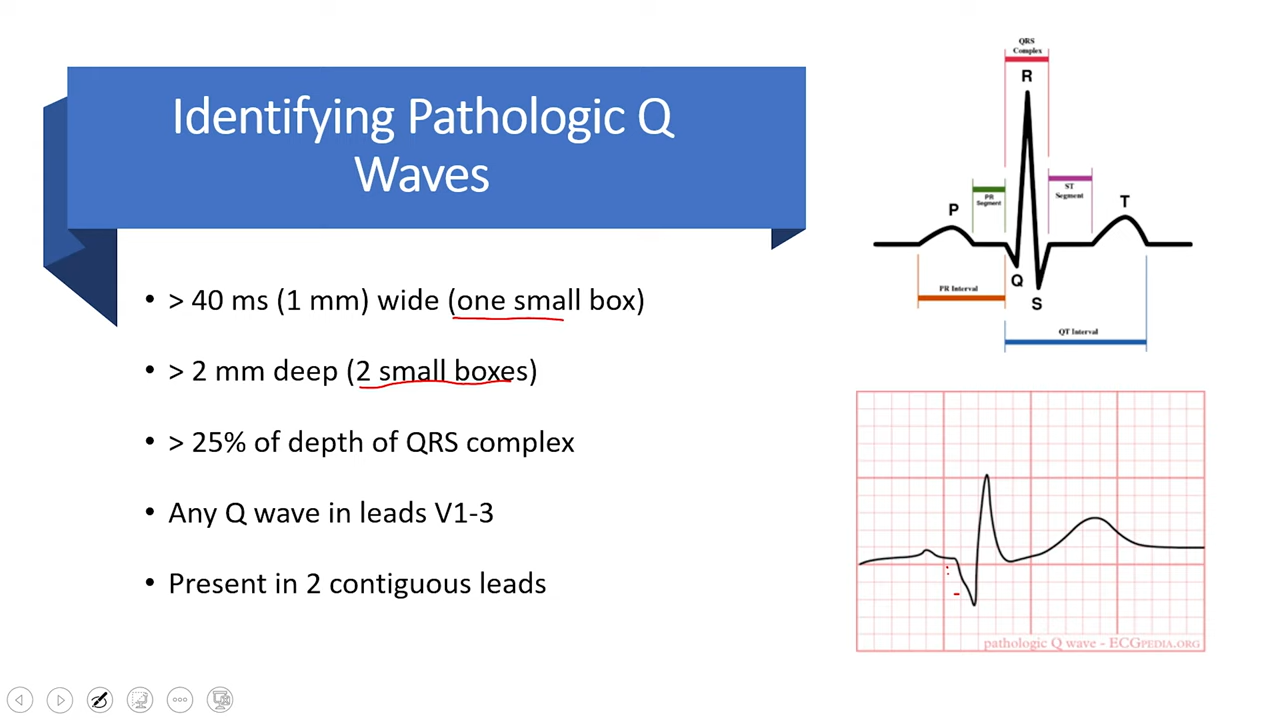 Identifying Pathologic Q
Waves
• > 40 ms (1 mm) wide (one small box)
• > 2 mm deep (2 small boxes)
• > 25% of depth of QRS complex
• Any Q wave in leads V1-3
• Present in 2 contiguous leads
QRS
Complex
R
PR
Segment
ST
Segment
P
T
Q
S
PR Interval
QT Interval
pathologic Q wave - ECGPEDIA.ORG